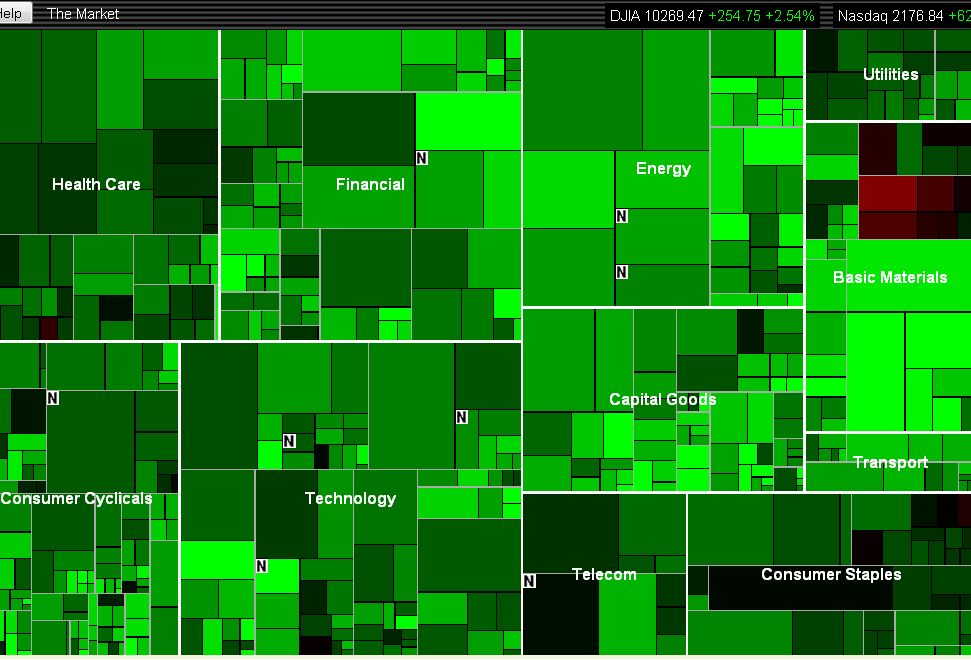 Help
The Market
DJIA 10269.47 +254.75 +2.54%
Nasdaq 2176.84 +62
Utilities
Health Care
N
Financial
Energy
N
N
Basic Materials
N
Capital Goods
N
N
Transport
Consumer Cyclicals
Technology
N
N
Telecom
Consumer Staples